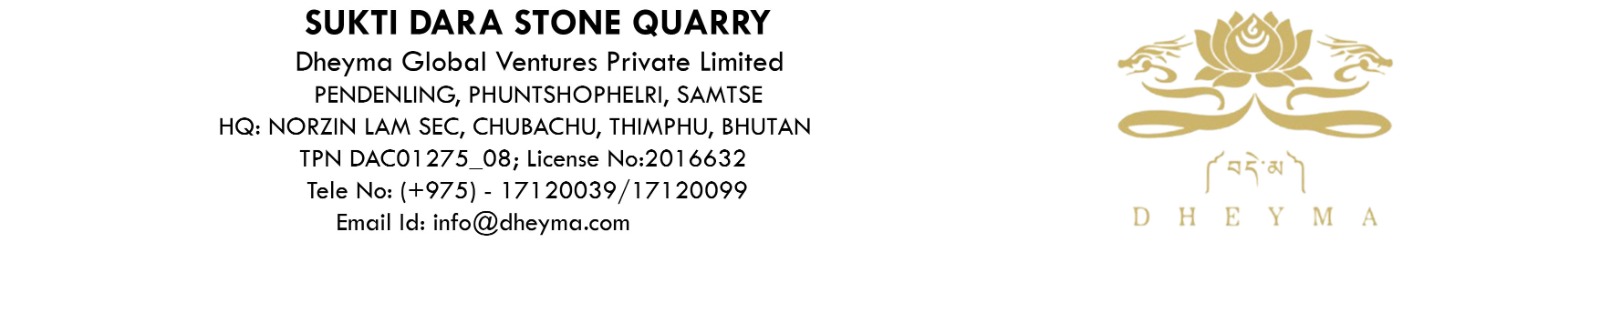 SUKTI DARA STONE QUARRY
Dheyma Global Ventures Private Limited
PENDENLING, PHUNTSHOPHELRI, SAMTSE
HQ: NORZIN LAM SEC, CHUBACHU, THIMPHU, BHUTAN
TPN DAC01275_08; License No:2016632
Tele No: (+975) - 17120039/17120099
Email Id: info@dheyma.com
༼བདེ་མ༽
DHEYMA